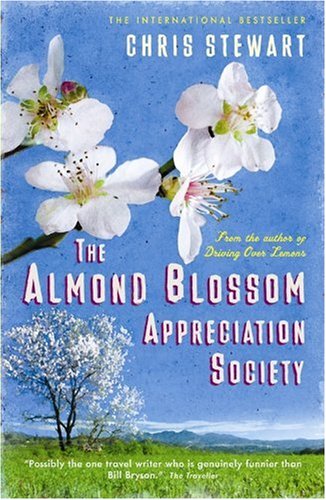 THE INTERNATIONAL BESTSELLER
CHRIS STEWART
From the author of
Driving Over Lemons
THE
ALMOND BLOSSOM
APPRECIATION
SOCIETY
"Possibly the one travel writer who is genuinely funnier than
Bill Bryson." The Traveller